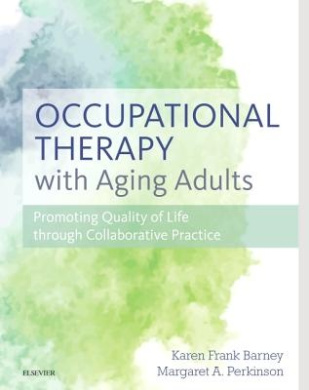 OCCUPATIONAL
THERAPY
with Aging Adults
Promoting Quality of Life
through Collaborative Practice
Karen Frank Barney
Margaret A. Perkinson
ELSEVIER